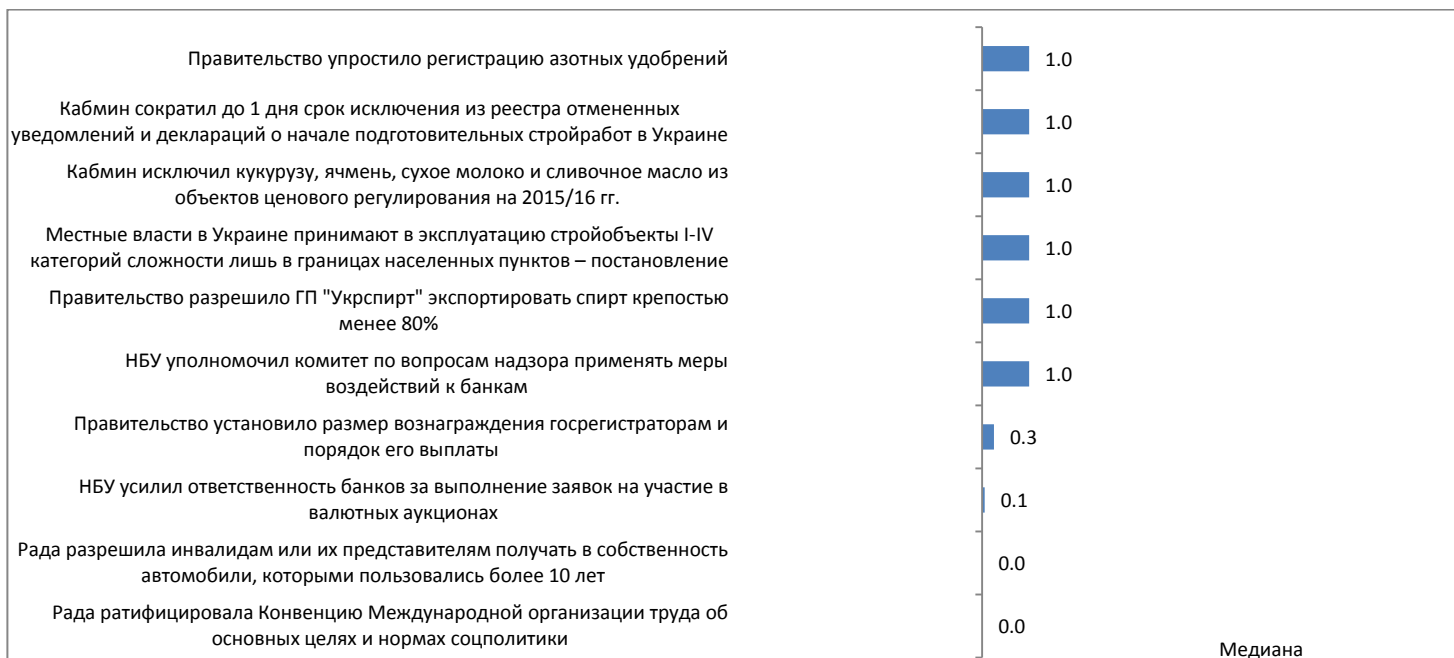 Правительство упростило регистрацию азотных удобрений
1.0
Кабмин сократил до 1 дня срок исключения из реестра отмененных
уведомлений и деклараций о начале подготовительных стройработ в Украине
1.0
Кабмин исключил кукурузу, ячмень, сухое молоко и сливочное масло из
объектов ценового регулирования на 2015/16 гг.
1.0
Местные власти в Украине принимают в эксплуатацию стройобъекты I-IV
категорий сложности лишь в границах населенных пунктов – постановление
1.0
Правительство разрешило ГП "Укрспирт" экспортировать спирт крепостью
менее 80%
1.0
НБУ уполномочил комитет по вопросам надзора применять меры
воздействий к банкам
1.0
Правительство установило размер вознаграждения госрегистраторам и
порядок его выплаты
0.3
НБУ усилил ответственность банков за выполнение заявок на участие в
валютных аукционах
0.1
Рада разрешила инвалидам или их представителям получать в собственность
автомобили, которыми пользовались более 10 лет
0.0
Рада ратифицировала Конвенцию Международной организации труда об
основных целях и нормах соцполитики
0.0
Медиана